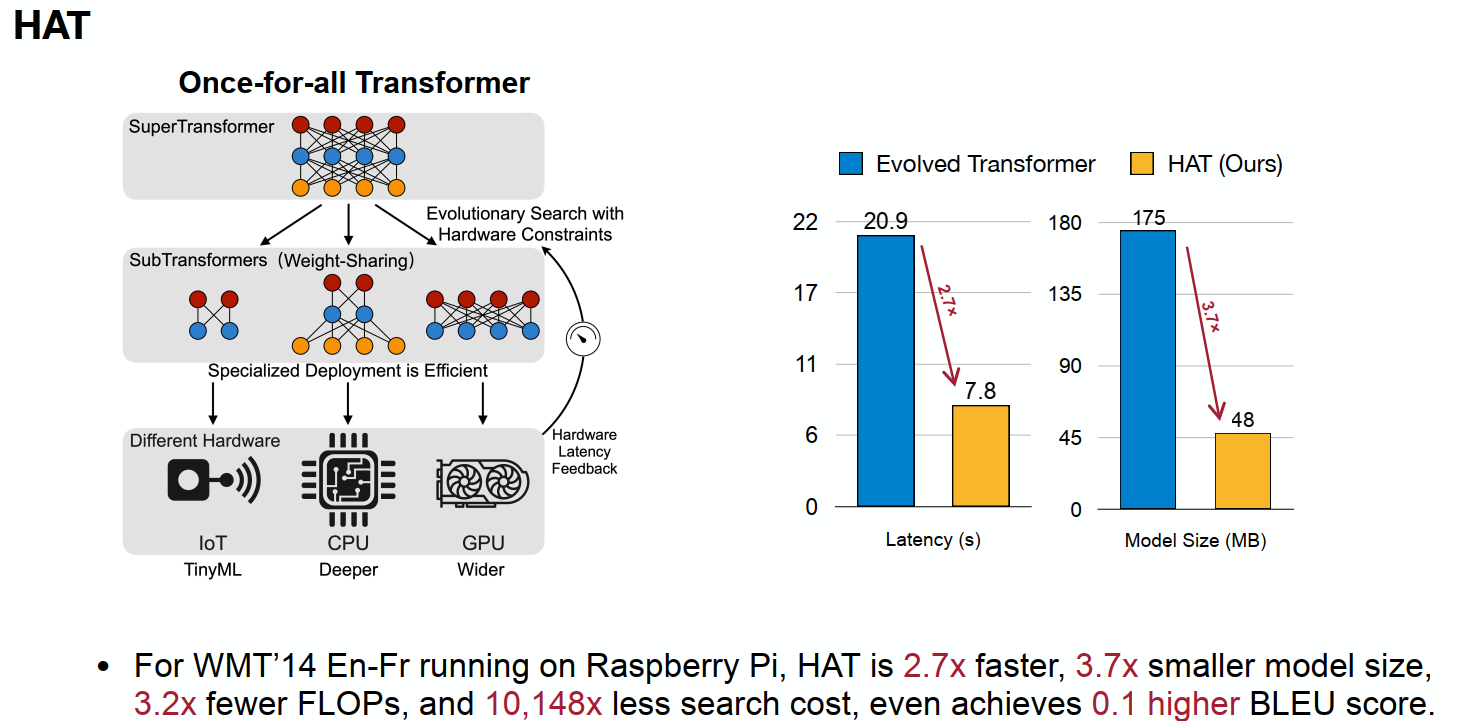 HAT
Once-for-all Transformer
SuperTransformer
Evolutionary Search with
Hardware Constraints
SubTransformers (Weight-Sharing)
Specialized Deployment is Efficient
Different Hardware
Hardware
Latency
Feedback
IoT
CPU
GPU
TinyML
Deeper
Wider
Evolved Transformer
HAT (Ours)
22
17
11
6
0
20.9
2.7×
7.8
Latency (s)
180
135
90
45
0
175
3.7×
48
Model Size (MB)
• For WMT’14 En-Fr running on Raspberry Pi, HAT is 2.7x faster, 3.7x smaller model size,
3.2x fewer FLOPs, and 10,148x less search cost, even achieves 0.1 higher BLEU score.